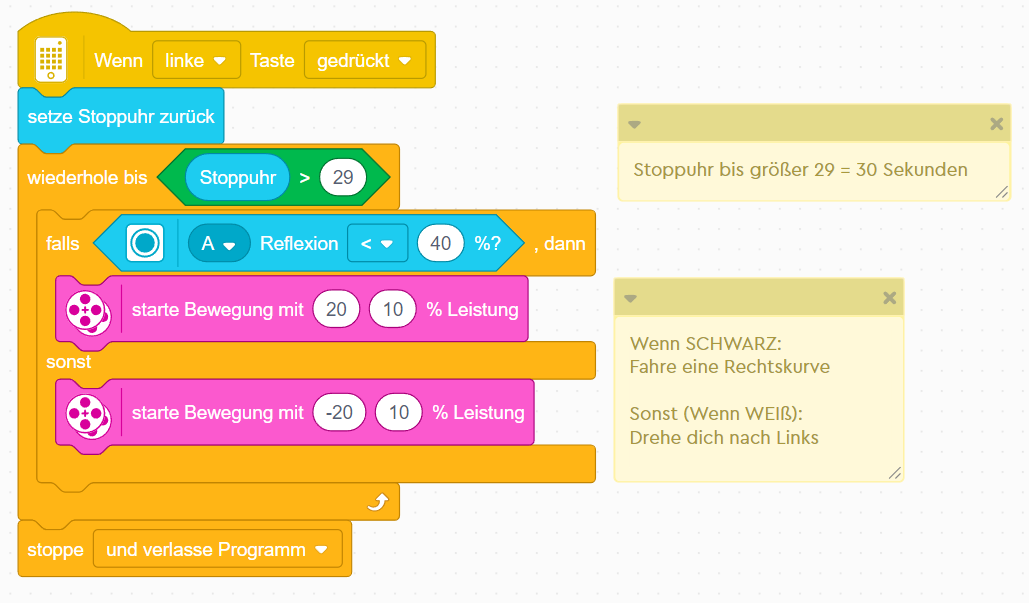 Wenn linke Taste gedrückt
setze Stoppuhr zurück
wiederhole bis Stoppuhr > 29
falls A Reflexion < 40 %? , dann
starte Bewegung mit 20 10 % Leistung
sonst
starte Bewegung mit -20 10 % Leistung
stoppe und verlasse Programm
Stoppuhr bis größer 29 = 30 Sekunden
Wenn SCHWARZ:
Fahre eine Rechtskurve
Sonst (Wenn WEIß):
Drehe dich nach Links